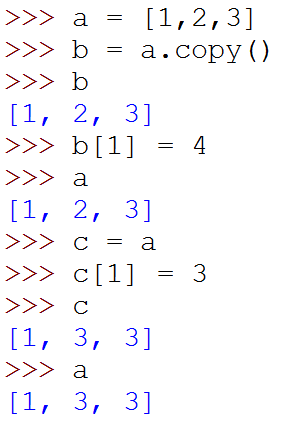 >>> a = [1,2,3]
>>> b = a.copy()
>>> b
[1, 2, 3]
>>> b[1] = 4
>>> a
[1, 2, 3]
>>> c = a
>>> c[1] = 3
>>> c
[1, 3, 3]
>>> a
[1, 3, 3]